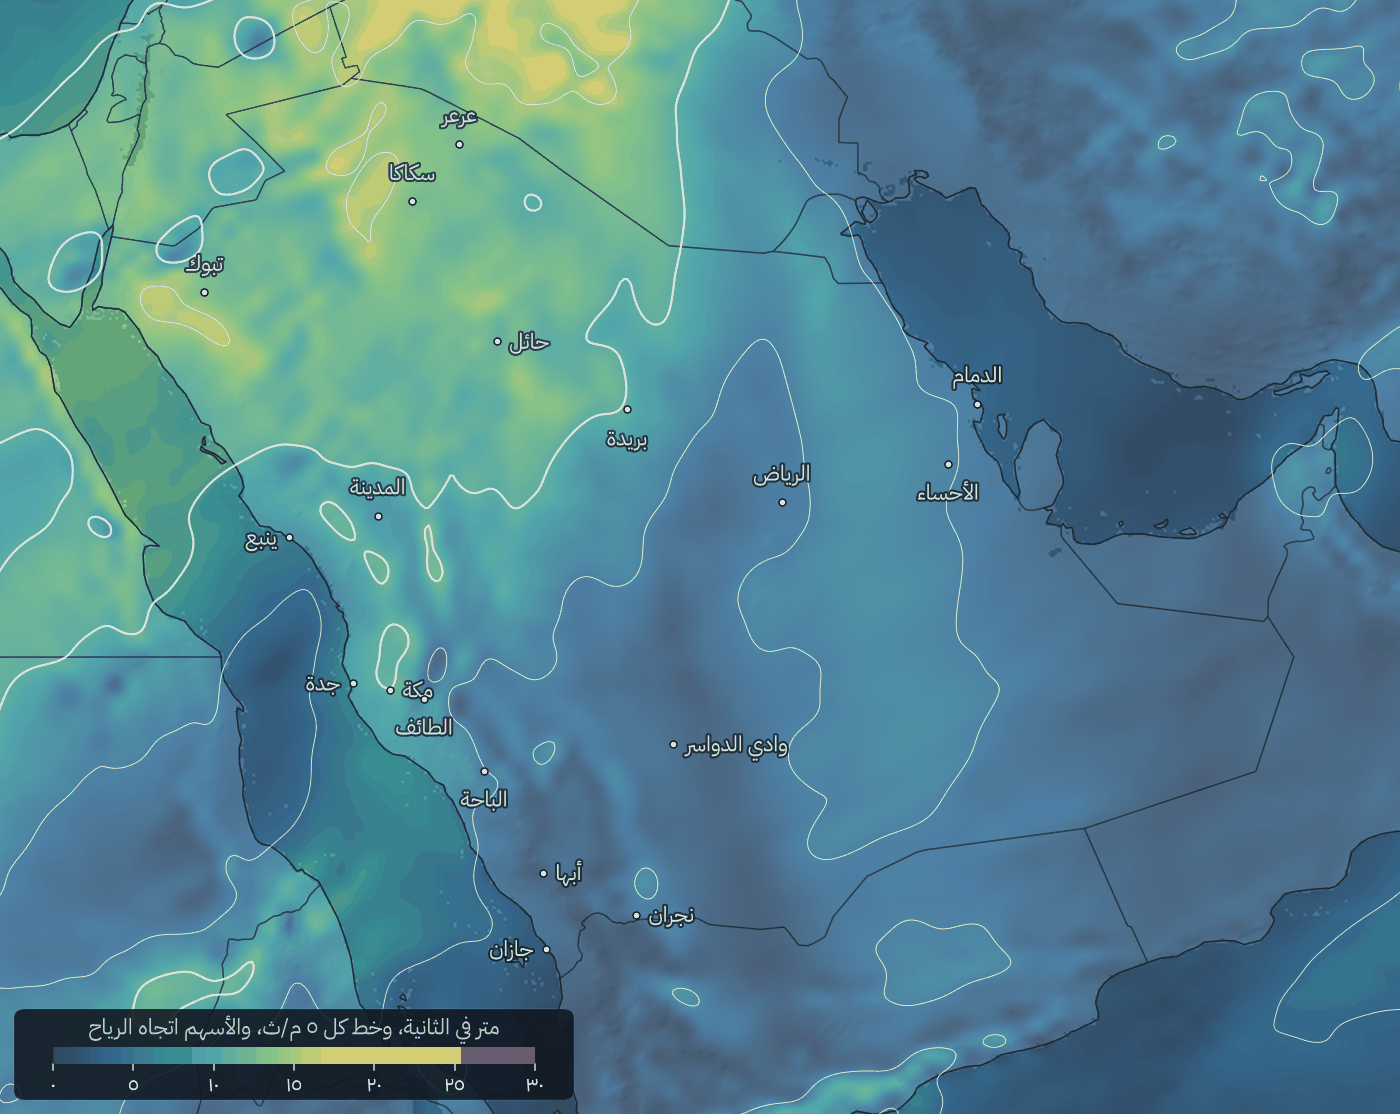 عرعر
سكاكا
تبوك
حائل
الدمام
بريدة
الرياض
المدينة
الأحساء
ينبع
جدة
مكة
الطائف
وادي الدواسر
الباحة
أبها
نجران
جازان
متر في الثانية، وخط كل ٥ م/ث، والأسهم اتجاه الرياح
٠ ٥ ١٠ ١٥ ٢٠ ٢٥ ٣٠